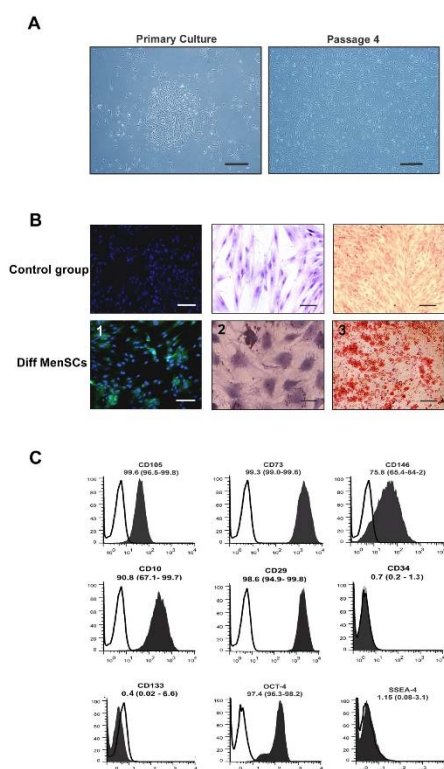 A
Primary Culture
Passage 4
B
Control group
Diff MenSCs
1
2
3
C
CD105
99.6 (96.5-99.8)
CD73
99.3 (99.0-99.6)
CD146
75.8 (65.4-84-2)
CD10
90.8 (67.1- 99.7)
CD29
98.6 (94.9- 99.8)
CD34
0.7 (0.2 - 1.3)
CD133
0.4 (0.02 - 6.6)
OCT-4
97.4 (96.3-98.2)
SSEA-4
1.15 (0.08-3.1)